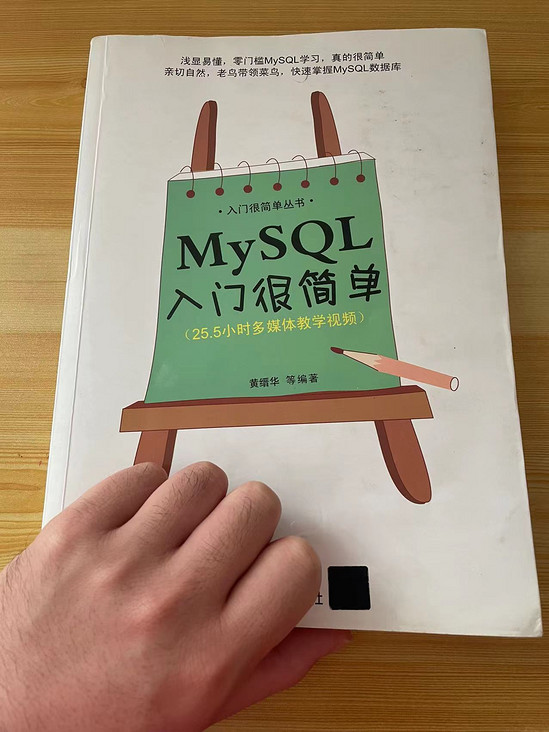 浅显易懂，零门槛MySQL学习，真的很简单
亲切自然，老鸟带领菜鸟，快速掌握MySQL数据库
·入门很简单丛书·
MySQL
入门很简单
（25.5小时多媒体教学视频）
黄缙华 等编著
社